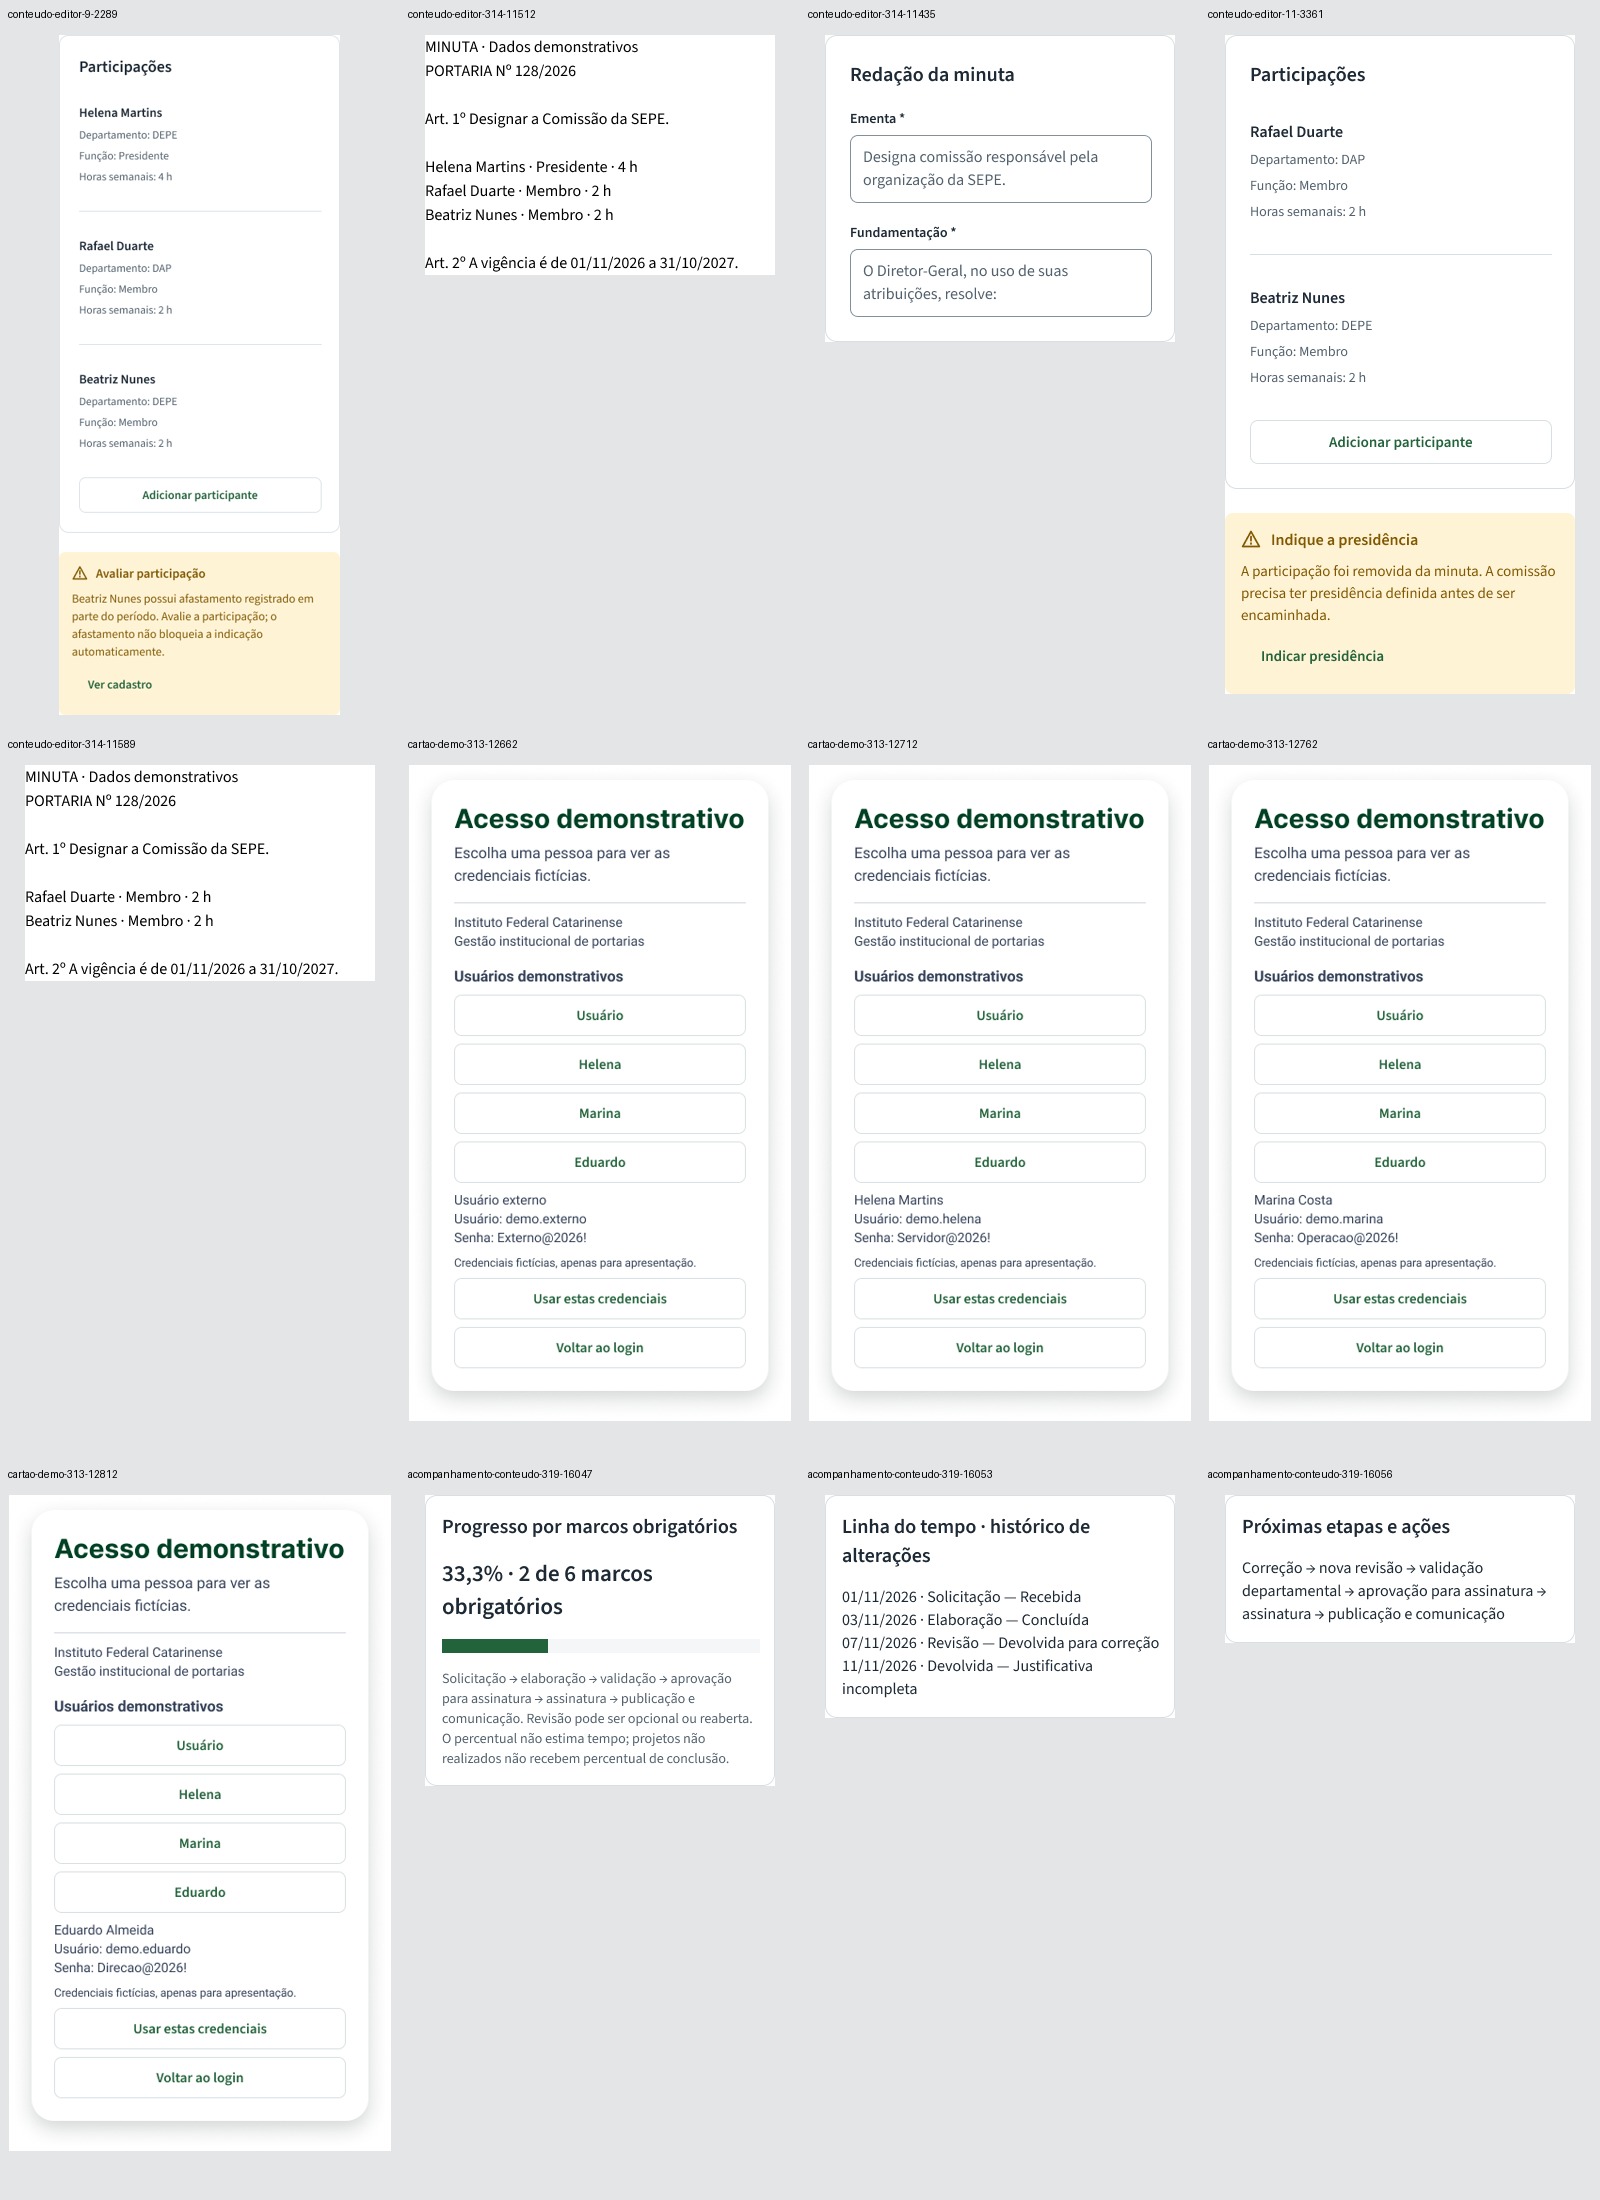 conteudo-editor-9-2289
Participações
Helena Martins
Departamento: DEPE
Função: Presidente
Horas semanais: 4 h
Rafael Duarte
Departamento: DAP
Função: Membro
Horas semanais: 2 h
Beatriz Nunes
Departamento: DEPE
Função: Membro
Horas semanais: 2 h
Adicionar participante
Avaliar participação
Beatriz Nunes possui afastamento registrado em
parte do período. Avalie a participação; o
afastamento não bloqueia a indicação
automaticamente.
Ver cadastro
conteudo-editor-314-11512
MINUTA · Dados demonstrativos
PORTARIA Nº 128/2026
Art. 1º Designar a Comissão da SEPE.
Helena Martins · Presidente · 4 h
Rafael Duarte · Membro · 2 h
Beatriz Nunes · Membro · 2 h
Art. 2º A vigência é de 01/11/2026 a 31/10/2027.
conteudo-editor-314-11435
Redação da minuta
Ementa *
Designa comissão responsável pela
organização da SEPE.
Fundamentação *
O Diretor-Geral, no uso de suas
atribuições, resolve:
conteudo-editor-11-3361
Participações
Rafael Duarte
Departamento: DAP
Função: Membro
Horas semanais: 2 h
Beatriz Nunes
Departamento: DEPE
Função: Membro
Horas semanais: 2 h
Adicionar participante
Indique a presidência
A participação foi removida da minuta. A comissão
precisa ter presidência definida antes de ser
encaminhada.
Indicar presidência
conteudo-editor-314-11589
MINUTA · Dados demonstrativos
PORTARIA Nº 128/2026
Art. 1º Designar a Comissão da SEPE.
Rafael Duarte · Membro · 2 h
Beatriz Nunes · Membro · 2 h
Art. 2º A vigência é de 01/11/2026 a 31/10/2027.
cartao-demo-313-12662
Acesso demonstrativo
Escolha uma pessoa para ver as
credenciais fictícias.
Instituto Federal Catarinense
Gestão institucional de portarias
Usuários demonstrativos
Usuário
Helena
Marina
Eduardo
Usuário externo
Usuário: demo.externo
Senha: Externo@2026!
Credenciais fictícias, apenas para apresentação.
Usar estas credenciais
Voltar ao login
cartao-demo-313-12712
Acesso demonstrativo
Escolha uma pessoa para ver as
credenciais fictícias.
Instituto Federal Catarinense
Gestão institucional de portarias
Usuários demonstrativos
Usuário
Helena
Marina
Eduardo
Helena Martins
Usuário: demo.helena
Senha: Servidor@2026!
Credenciais fictícias, apenas para apresentação.
Usar estas credenciais
Voltar ao login
cartao-demo-313-12762
Acesso demonstrativo
Escolha uma pessoa para ver as
credenciais fictícias.
Instituto Federal Catarinense
Gestão institucional de portarias
Usuários demonstrativos
Usuário
Helena
Marina
Eduardo
Marina Costa
Usuário: demo.marina
Senha: Operacao@2026!
Credenciais fictícias, apenas para apresentação.
Usar estas credenciais
Voltar ao login
cartao-demo-313-12812
Acesso demonstrativo
Escolha uma pessoa para ver as
credenciais fictícias.
Instituto Federal Catarinense
Gestão institucional de portarias
Usuários demonstrativos
Usuário
Helena
Marina
Eduardo
Eduardo Almeida
Usuário: demo.eduardo
Senha: Direcao@2026!
Credenciais fictícias, apenas para apresentação.
Usar estas credenciais
Voltar ao login
acompanhamento-conteudo-319-16047
Progresso por marcos obrigatórios
33,3% · 2 de 6 marcos
obrigatórios
Solicitação → elaboração → validação → aprovação
para assinatura → assinatura → publicação e
comunicação. Revisão pode ser opcional ou reaberta.
O percentual não estima tempo; projetos não
realizados não recebem percentual de conclusão.
acompanhamento-conteudo-319-16053
Linha do tempo · histórico de
alterações
01/11/2026 · Solicitação — Recebida
03/11/2026 · Elaboração — Concluída
07/11/2026 · Revisão — Devolvida para correção
11/11/2026 · Devolvida — Justificativa
incompleta
acompanhamento-conteudo-319-16056
Próximas etapas e ações
Correção → nova revisão → validação
departamental → aprovação para assinatura →
assinatura → publicação e comunicação